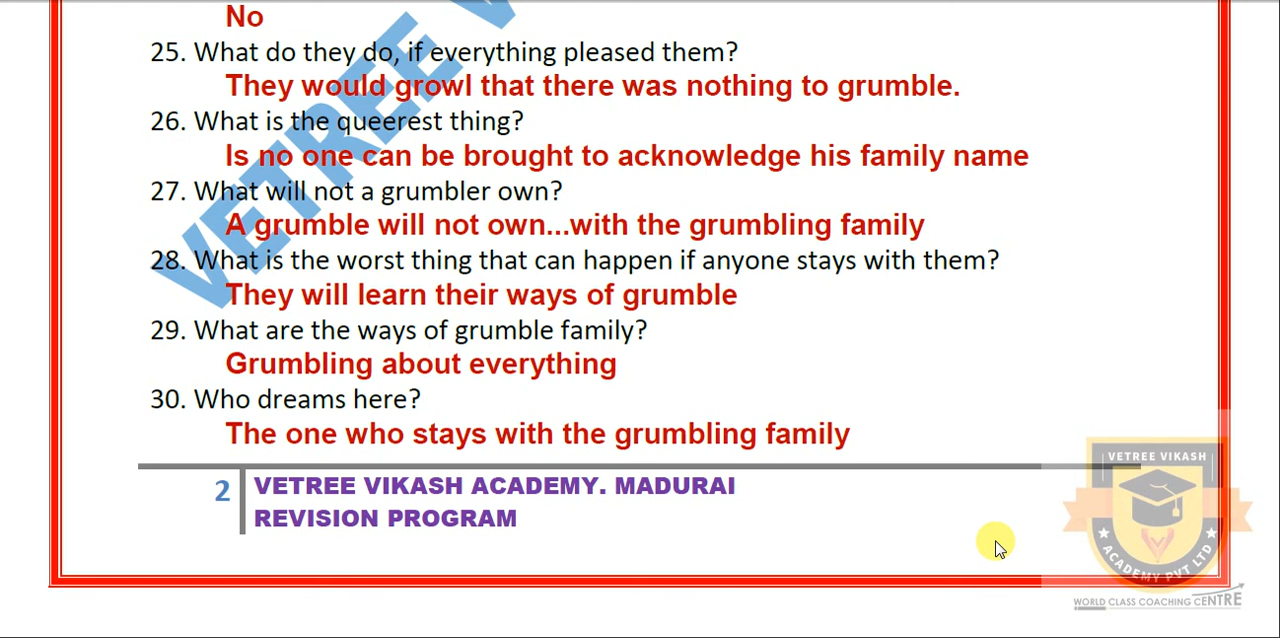 No
25. What do they do, if everything pleased them?
They would growl that there was nothing to grumble.
26. What is the queerest thing?
Is no one can be brought to acknowledge his family name
27. What will not a grumbler own?
A grumble will not own...with the grumbling family
28. What is the worst thing that can happen if anyone stays with them?
They will learn their ways of grumble
29. What are the ways of grumble family?
Grumbling about everything
30. Who dreams here?
The one who stays with the grumbling family
2
VETREE VIKASH ACADEMY. MADURAI
REVISION PROGRAM
VETREE V
VETREE VIKASH
ACADEMY PVT LTD
WORLD CLASS COACHING CENTRE